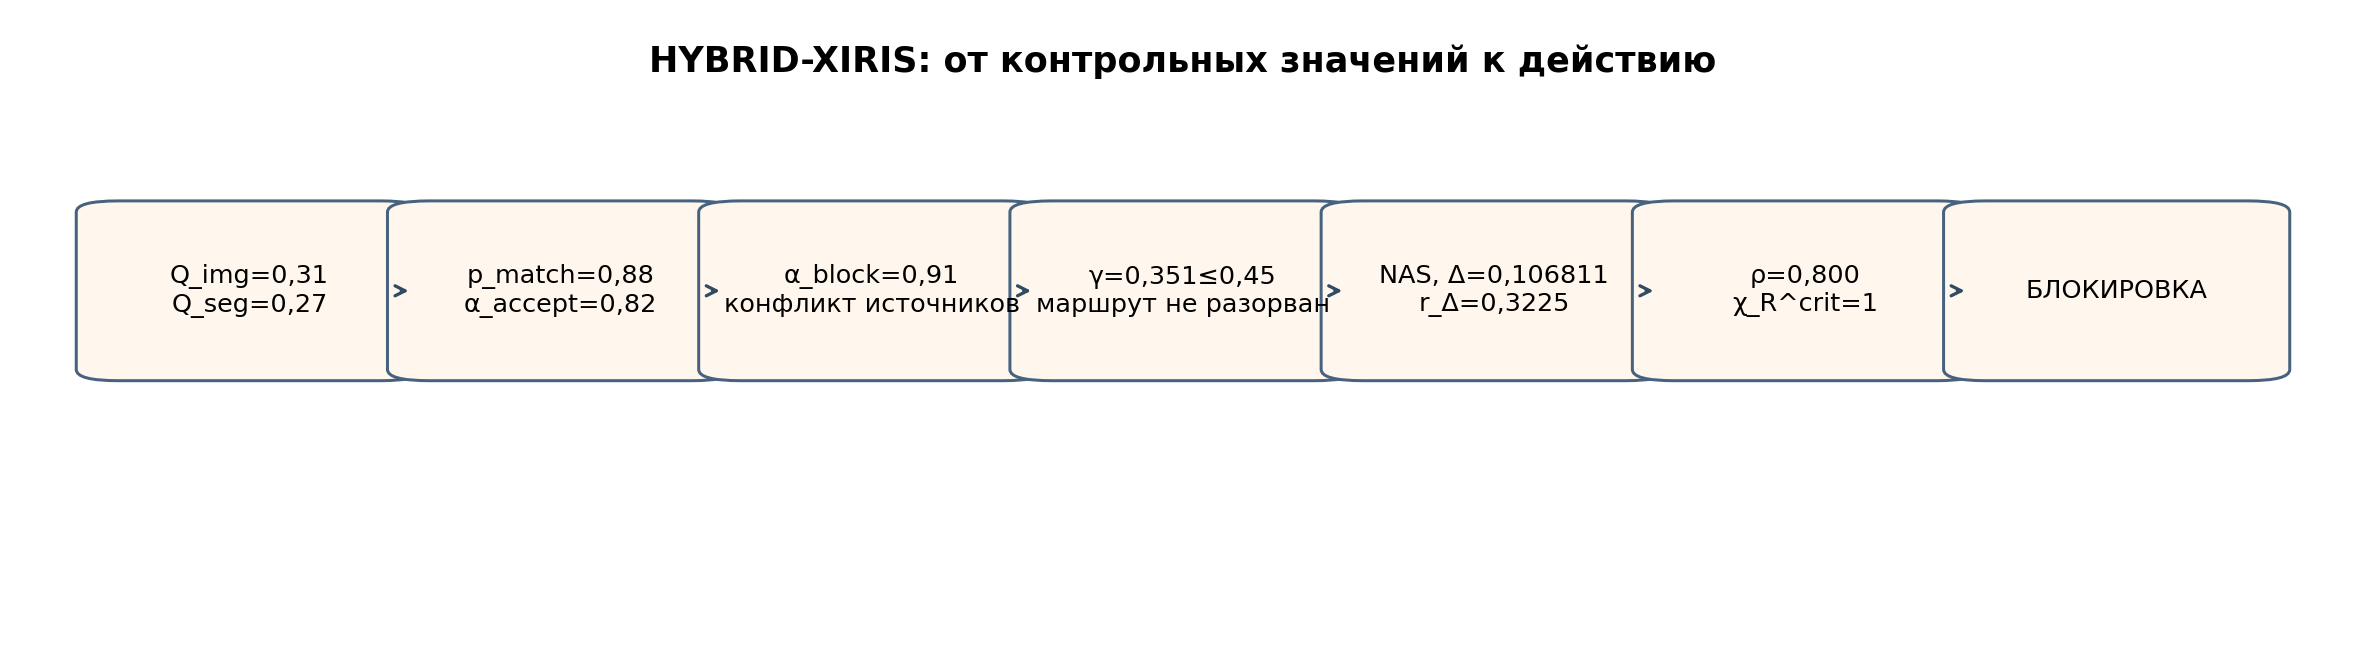 HYBRID-XIRIS: от контрольных значений к действию
Q_img=0,31
Q_seg=0,27
p_match=0,88
α_accept=0,82
α_block=0,91
конфликт источников
γ=0,351≤0,45
маршрут не разорван
NAS, Δ=0,106811
r_Δ=0,3225
ρ=0,800
χ_R^crit=1
БЛОКИРОВКА